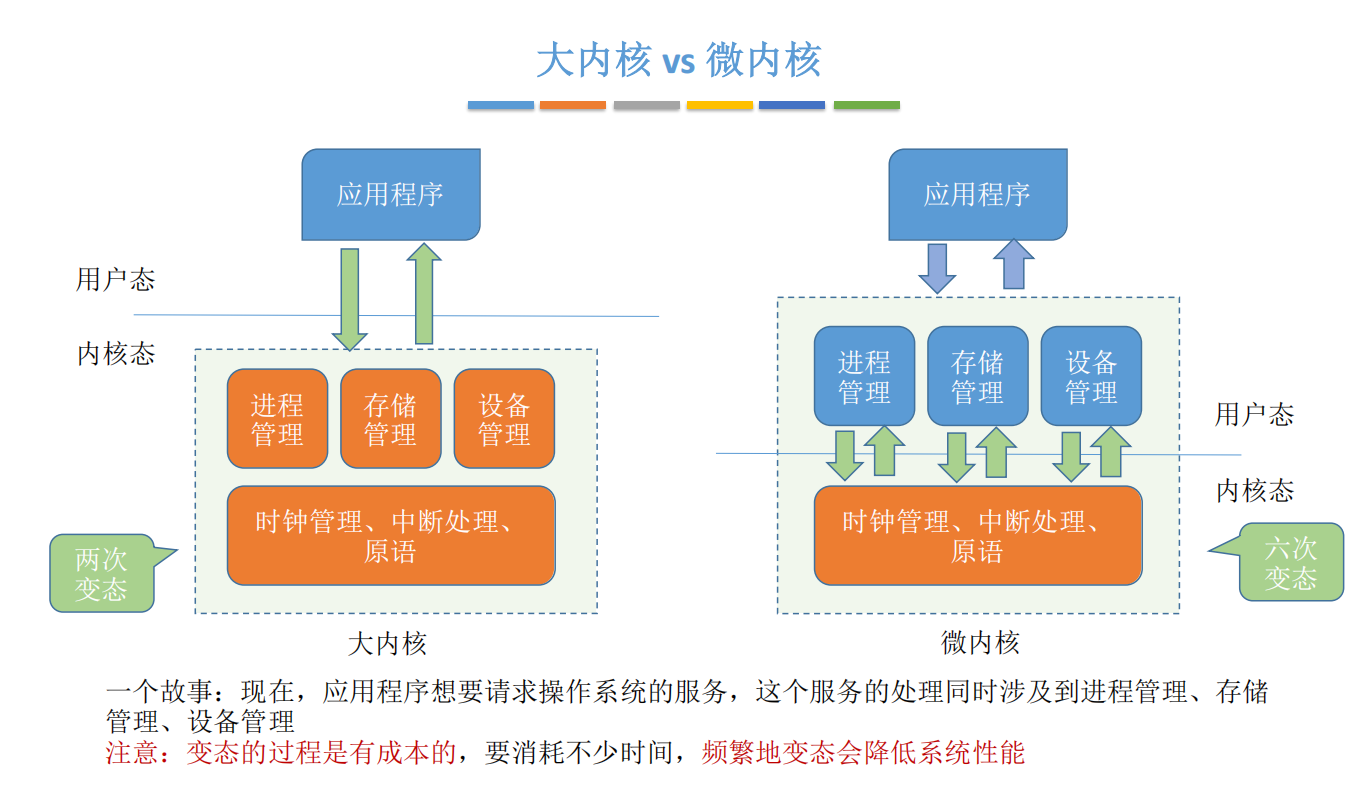 大内核 vs 微内核
应用程序
用户态
内核态
进程
管理
存储
管理
设备
管理
时钟管理、中断处理、
原语
两次
变态
大内核
应用程序
进程
管理
存储
管理
设备
管理
用户态
内核态
时钟管理、中断处理、
原语
六次
变态
微内核
一个故事：现在，应用程序想要请求操作系统的服务，这个服务的处理同时涉及到进程管理、存储
管理、设备管理
注意：变态的过程是有成本的，要消耗不少时间，频繁地变态会降低系统性能